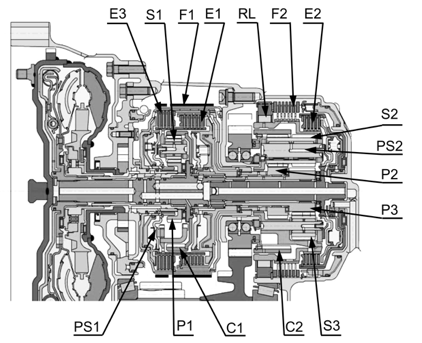 E3 S1 F1 E1 RL F2 E2
S2
PS2
P2
P3
PS1 P1 C1 C2 S3